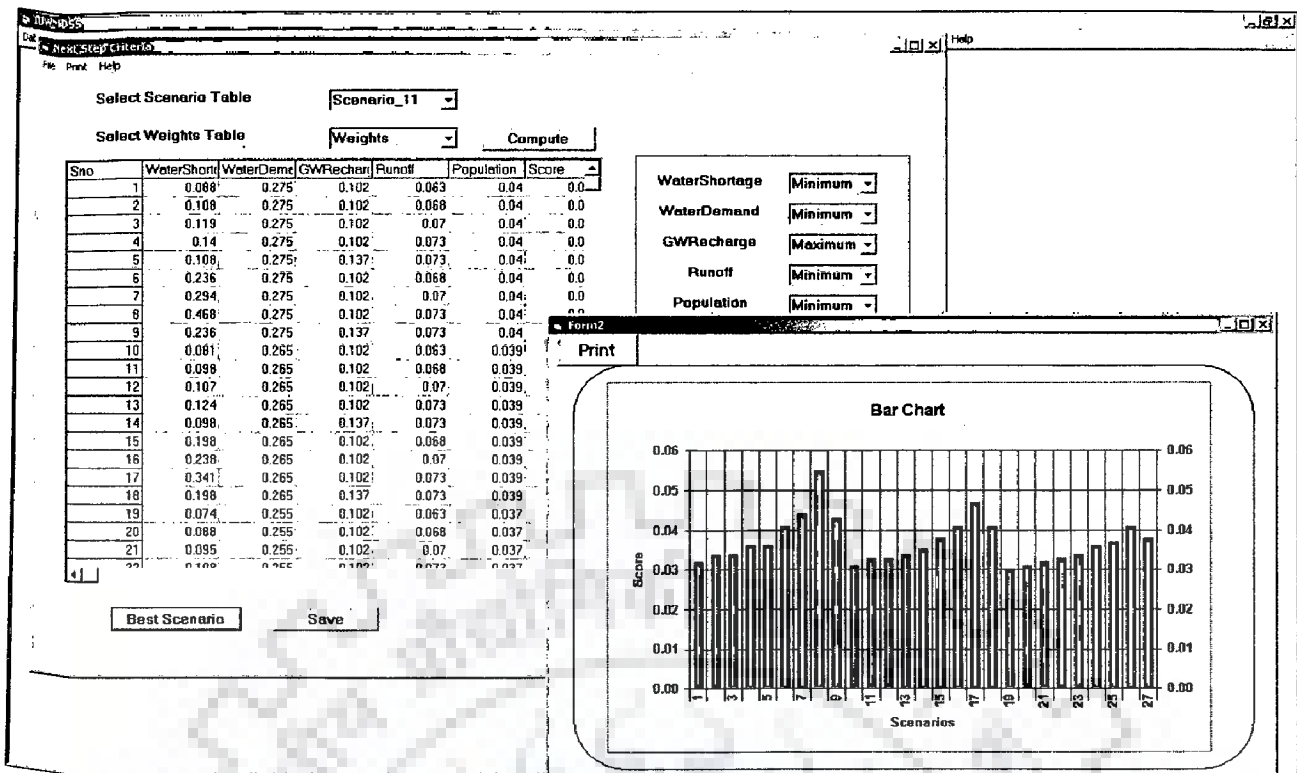 Help
Next Step Criteria
File Print Help
Select Scenario Table Scenario_11
Select Weights Table Weights Compute
Sno WaterShorta WaterDema GWRechar Runoff Population Score
1 0.088 0.275 0.102 0.063 0.04 0.0
2 0.108 0.275 0.102 0.068 0.04 0.0
3 0.119 0.275 0.102 0.07 0.04 0.0
4 0.14 0.275 0.102 0.073 0.04 0.0
5 0.108 0.275 0.137 0.073 0.04 0.0
6 0.236 0.275 0.102 0.068 0.04 0.0
7 0.294 0.275 0.102 0.07 0.04 0.0
8 0.468 0.275 0.102 0.073 0.04
9 0.236 0.275 0.137 0.073 0.04
10 0.081 0.265 0.102 0.063 0.039
11 0.098 0.265 0.102 0.068 0.039
12 0.107 0.265 0.102 0.07 0.039
13 0.124 0.265 0.102 0.073 0.039
14 0.098 0.265 0.137 0.073 0.039
15 0.198 0.265 0.102 0.068 0.039
16 0.238 0.265 0.102 0.07 0.039
17 0.341 0.265 0.102 0.073 0.039
18 0.198 0.265 0.137 0.073 0.039
19 0.074 0.255 0.102 0.063 0.037
20 0.088 0.255 0.102 0.068 0.037
21 0.095 0.255 0.102 0.07 0.037
Best Scenario Save
WaterShortage Minimum
WaterDemand Minimum
GWRecharge Maximum
Runoff Minimum
Population Minimum
Form2
Print
Bar Chart
0.06 0.06
0.05 0.05
0.04 0.04
0.03 0.03
0.02 0.02
0.01 0.01
0.00 0.00
Score
1 3 5 7 9 11 13 15 17 19 21 23 25 27
Scenarios